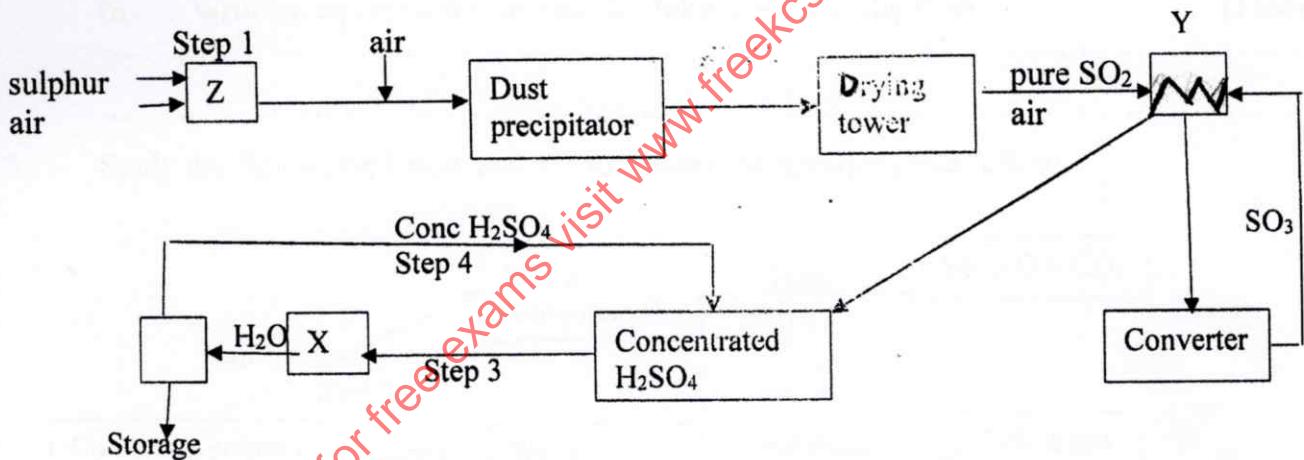 Y
Step 1
air
sulphur
air
Z
Dust
precipitator
Drying
tower
pure SO₂
air
SO₃
Conc H₂SO₄
Step 4
H₂O
X
Step 3
Concentrated
H₂SO₄
Converter
Storage
for free exams visit www.freekcs